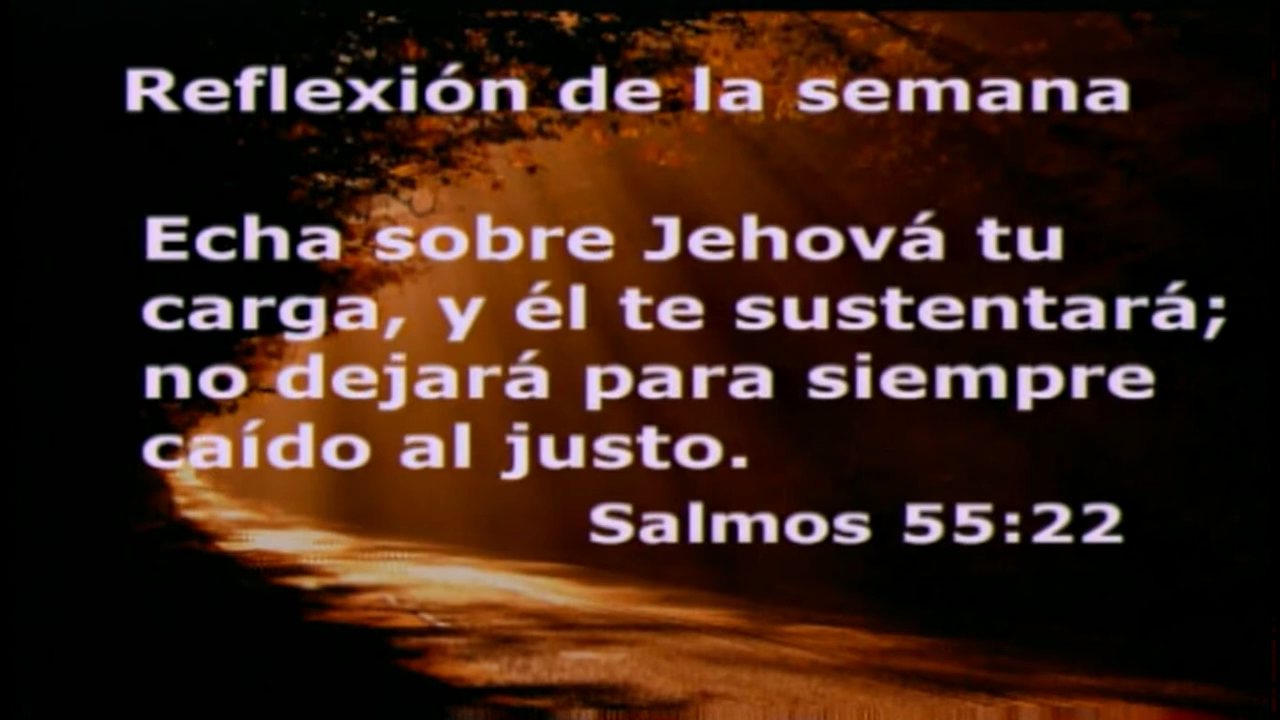 Reflexión de la semana
Echa sobre Jehová tu
carga, y él te sustentará;
no dejará para siempre
caído al justo.
Salmos 55:22